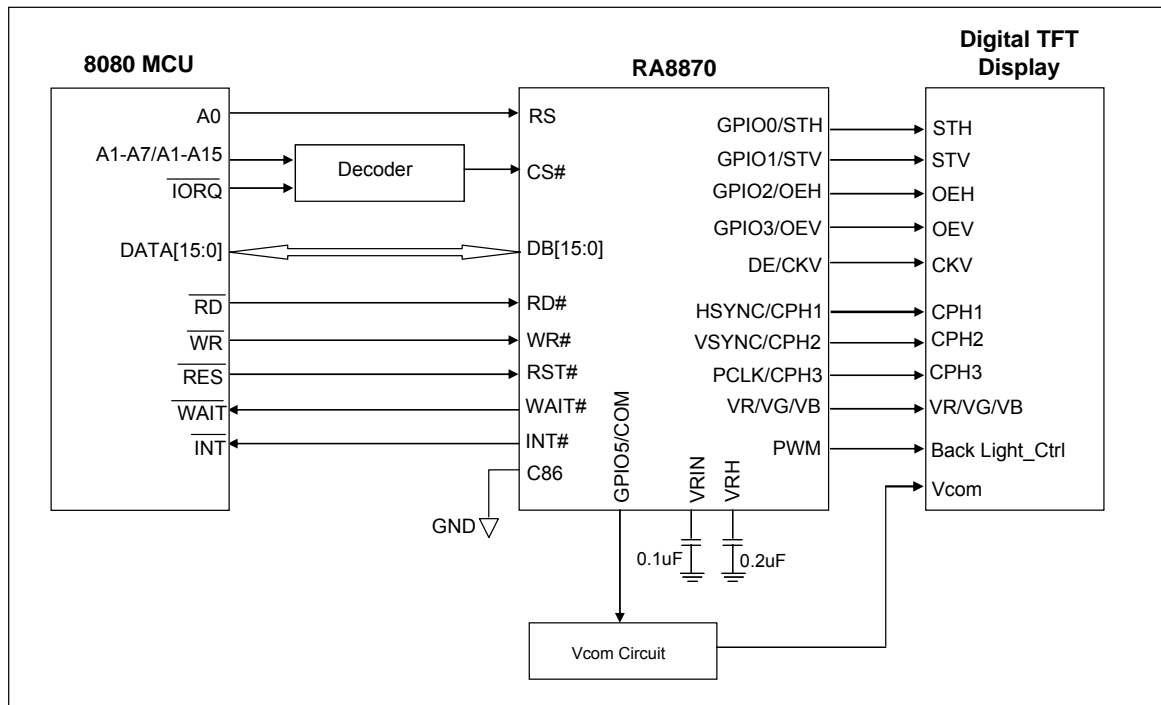 8080 MCU
A0
A1-A7/A1-A15
IORQ
DATA[15:0]
RD
WR
RES
WAIT
INT
Decoder
RA8870
RS
CS#
DB[15:0]
RD#
WR#
RST#
WAIT#
INT#
C86
GND
GPIO5/COM
VRIN
VRH
0.1uF
0.2uF
GPIO0/STH
GPIO1/STV
GPIO2/OEH
GPIO3/OEV
DE/CKV
HSYNC/CPH1
VSYNC/CPH2
PCLK/CPH3
VR/VG/VB
PWM
Digital TFT
Display
STH
STV
OEH
OEV
CKV
CPH1
CPH2
CPH3
VR/VG/VB
Back Light_Ctrl
Vcom
Vcom Circuit